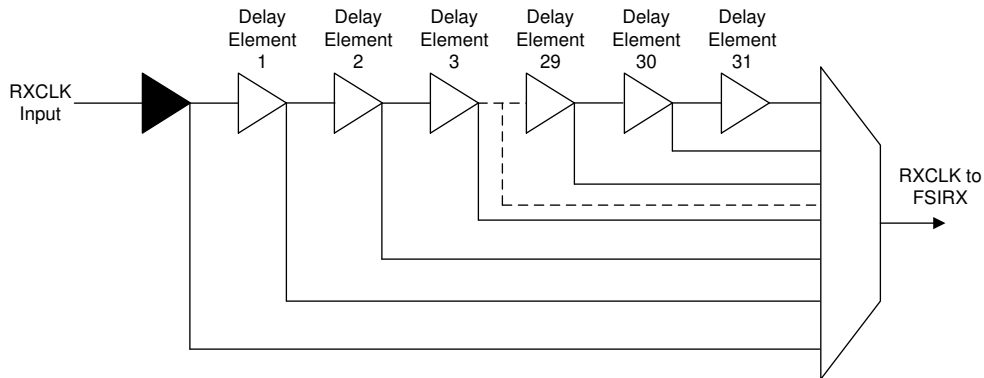 Delay
Element
1
Delay
Element
2
Delay
Element
3
Delay
Element
29
Delay
Element
30
Delay
Element
31
RXCLK
Input
RXCLK to
FSIRX